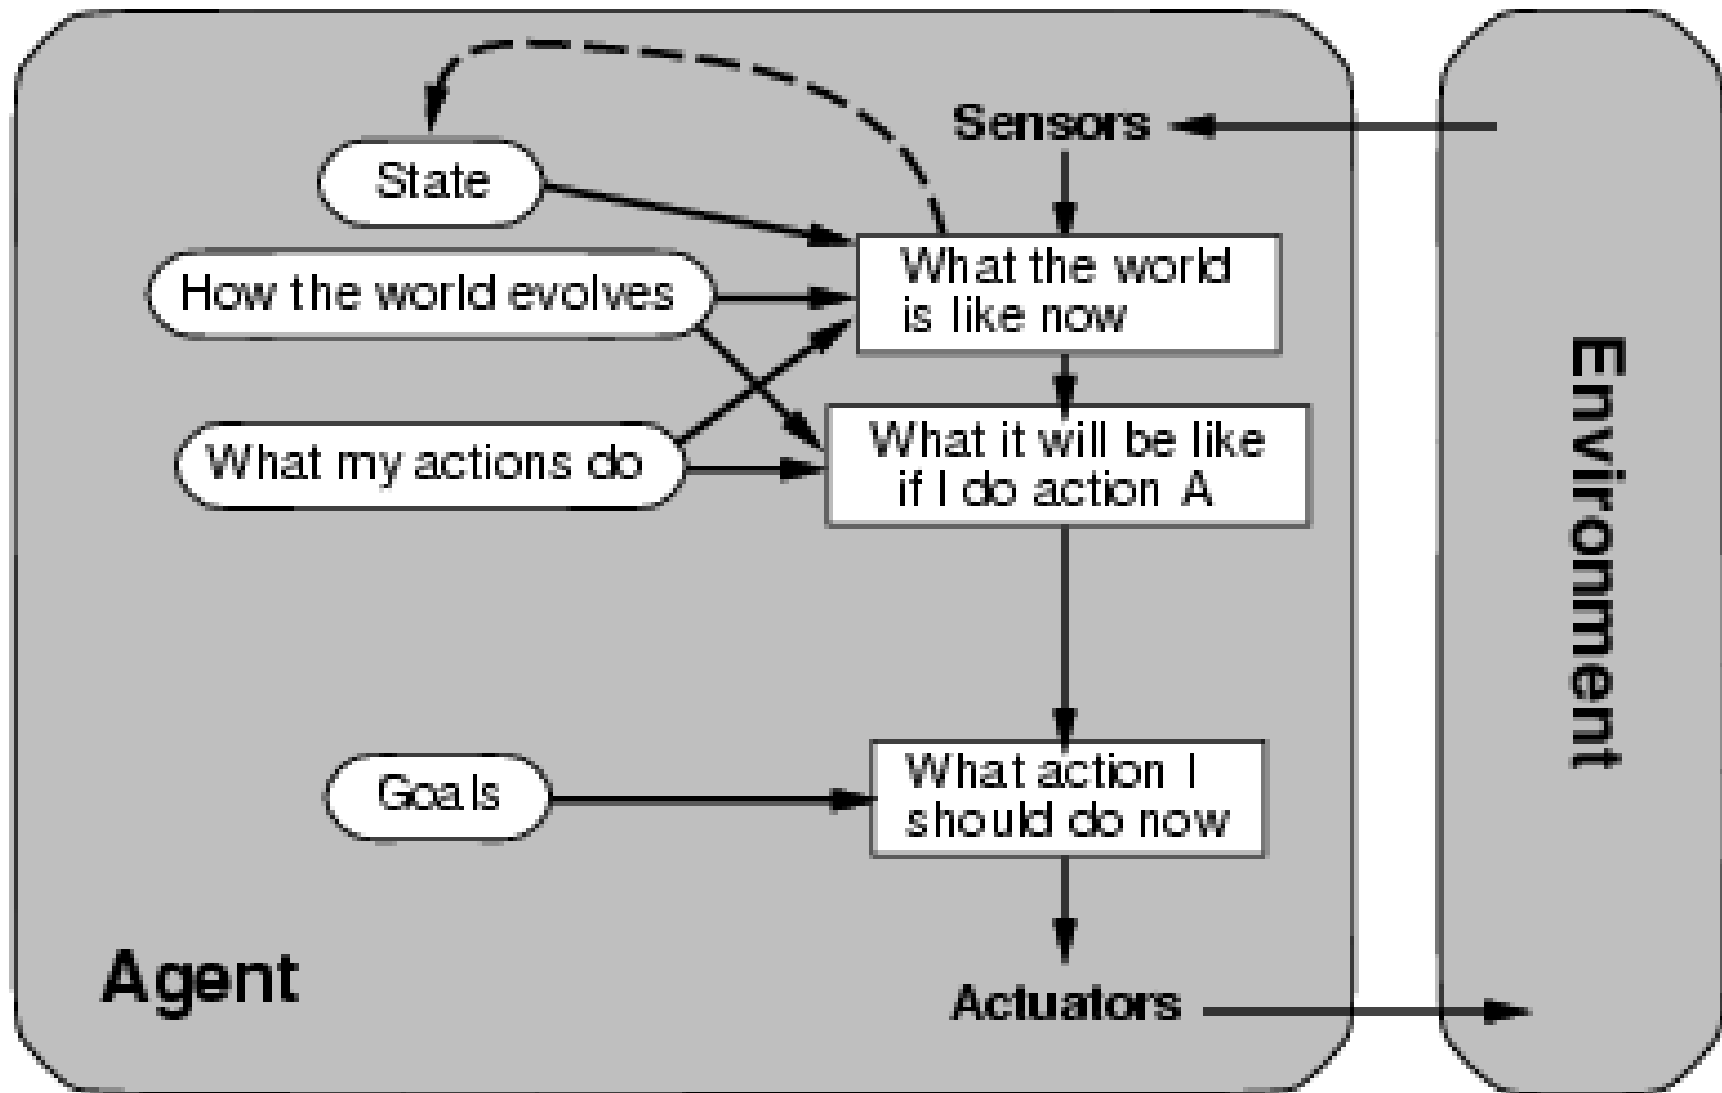 Sensors
State
What the world
is like now
How the world evolves
What it will be like
if I do action A
What my actions do
Environment
What action I
should do now
Goals
Agent
Actuators